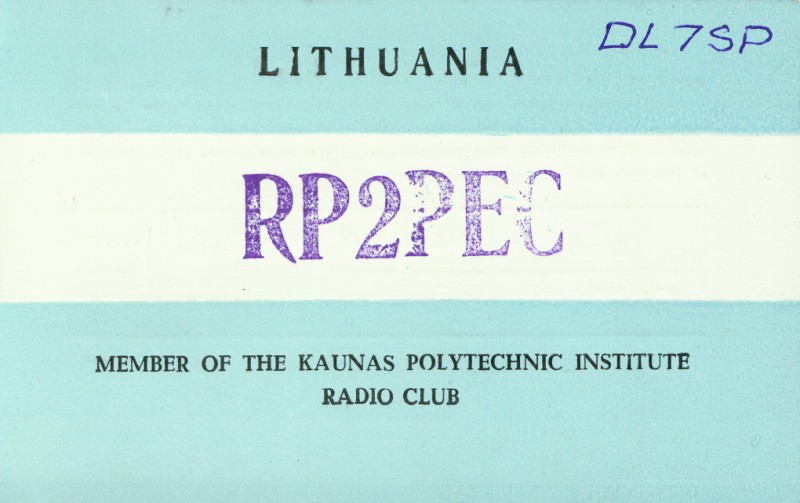 DL7SP
LITHUANIA
RP2PEC
MEMBER OF THE KAUNAS POLYTECHNIC INSTITUTE
RADIO CLUB